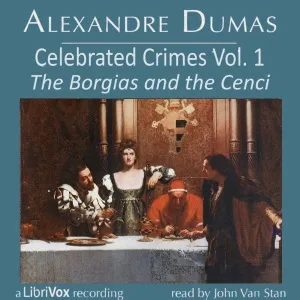 ALEXANDRE DUMAS
Celebrated Crimes Vol. 1
The Borgias and the Cenci
a LibriVox recording
read by John Van Stan